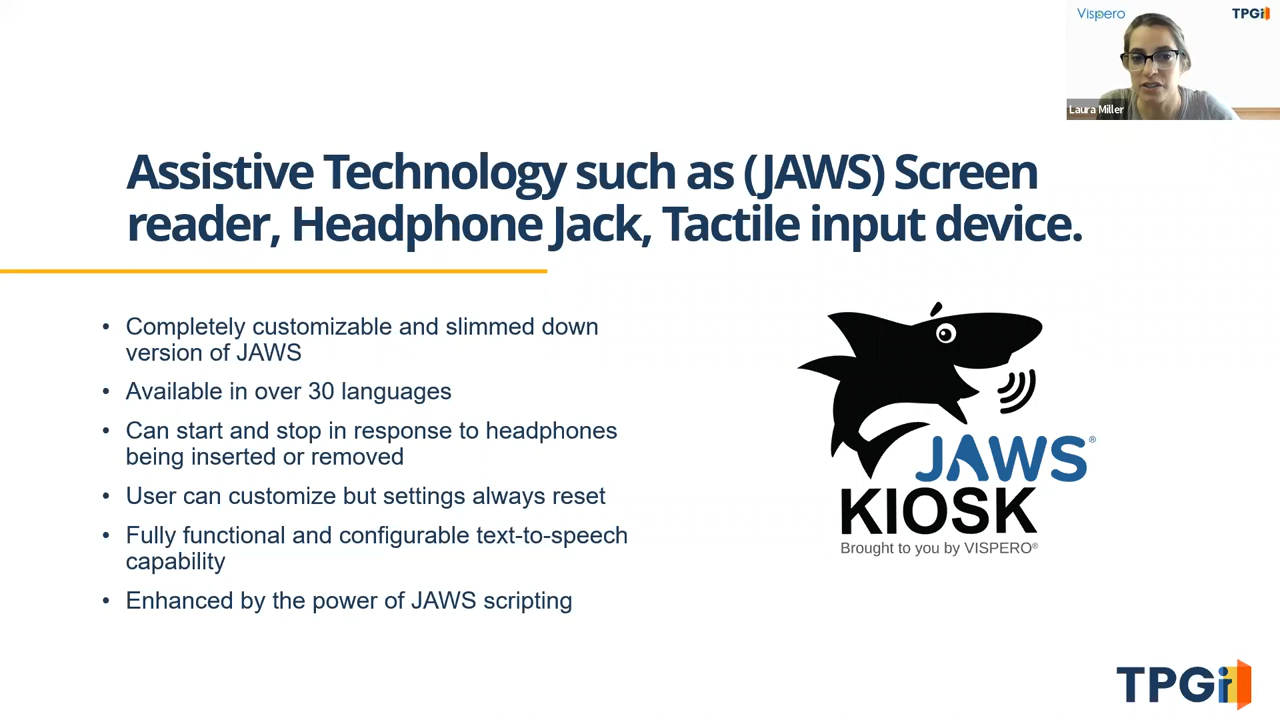 Vispero
TPGi
Laura Miller
Assistive Technology such as (JAWS) Screen
reader, Headphone Jack, Tactile input device.
• Completely customizable and slimmed down
version of JAWS
• Available in over 30 languages
• Can start and stop in response to headphones
being inserted or removed
• User can customize but settings always reset
• Fully functional and configurable text-to-speech
capability
• Enhanced by the power of JAWS scripting
JAWS®
KIOSK
Brought to you by VISPERO®
TPGi